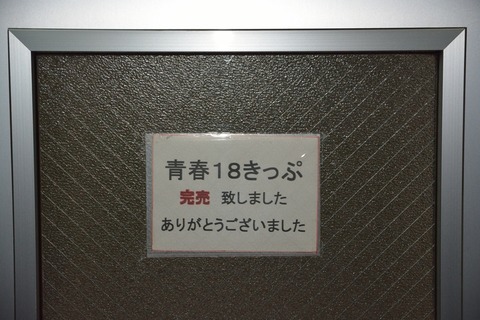 青春18きっぷ
完売 致しました
ありがとうございました